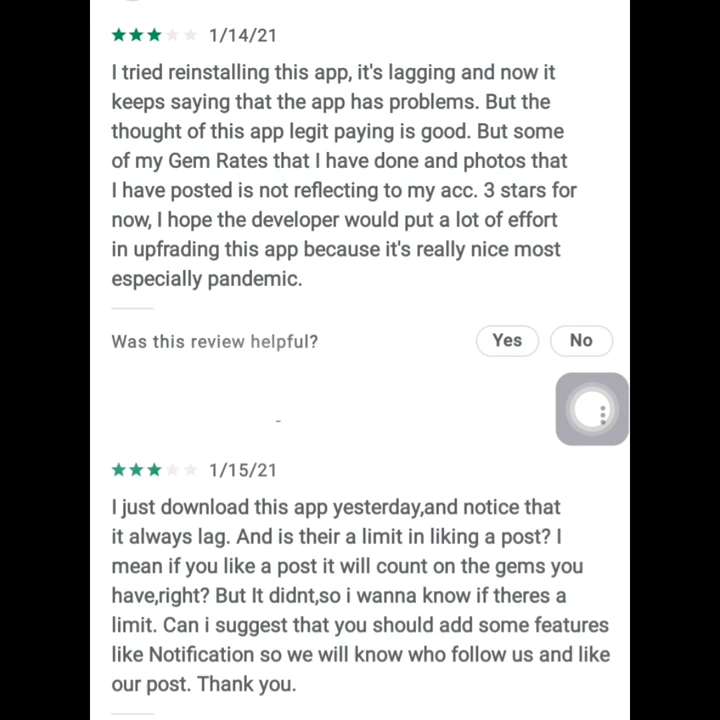 1/14/21
I tried reinstalling this app, it's lagging and now it
keeps saying that the app has problems. But the
thought of this app legit paying is good. But some
of my Gem Rates that I have done and photos that
I have posted is not reflecting to my acc. 3 stars for
now, I hope the developer would put a lot of effort
in upfrading this app because it's really nice most
especially pandemic.
Was this review helpful?
Yes
No
1/15/21
I just download this app yesterday,and notice that
it always lag. And is their a limit in liking a post? I
mean if you like a post it will count on the gems you
have,right? But It didnt,so i wanna know if theres a
limit. Can i suggest that you should add some features
like Notification so we will know who follow us and like
our post. Thank you.